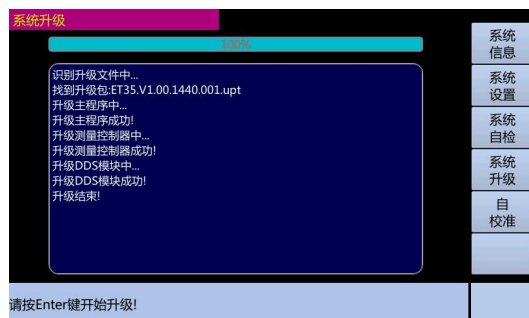 系统升级
100%
识别升级文件中...
找到升级包:ET35.V1.00.1440.001.upt
升级主程序中...
升级主程序成功!
升级测量控制器中...
升级测量控制器成功!
升级DDS模块中...
升级DDS模块成功!
升级结束!
系统
信息
系统
设置
系统
自检
系统
升级
自
校准
请按Enter键开始升级!